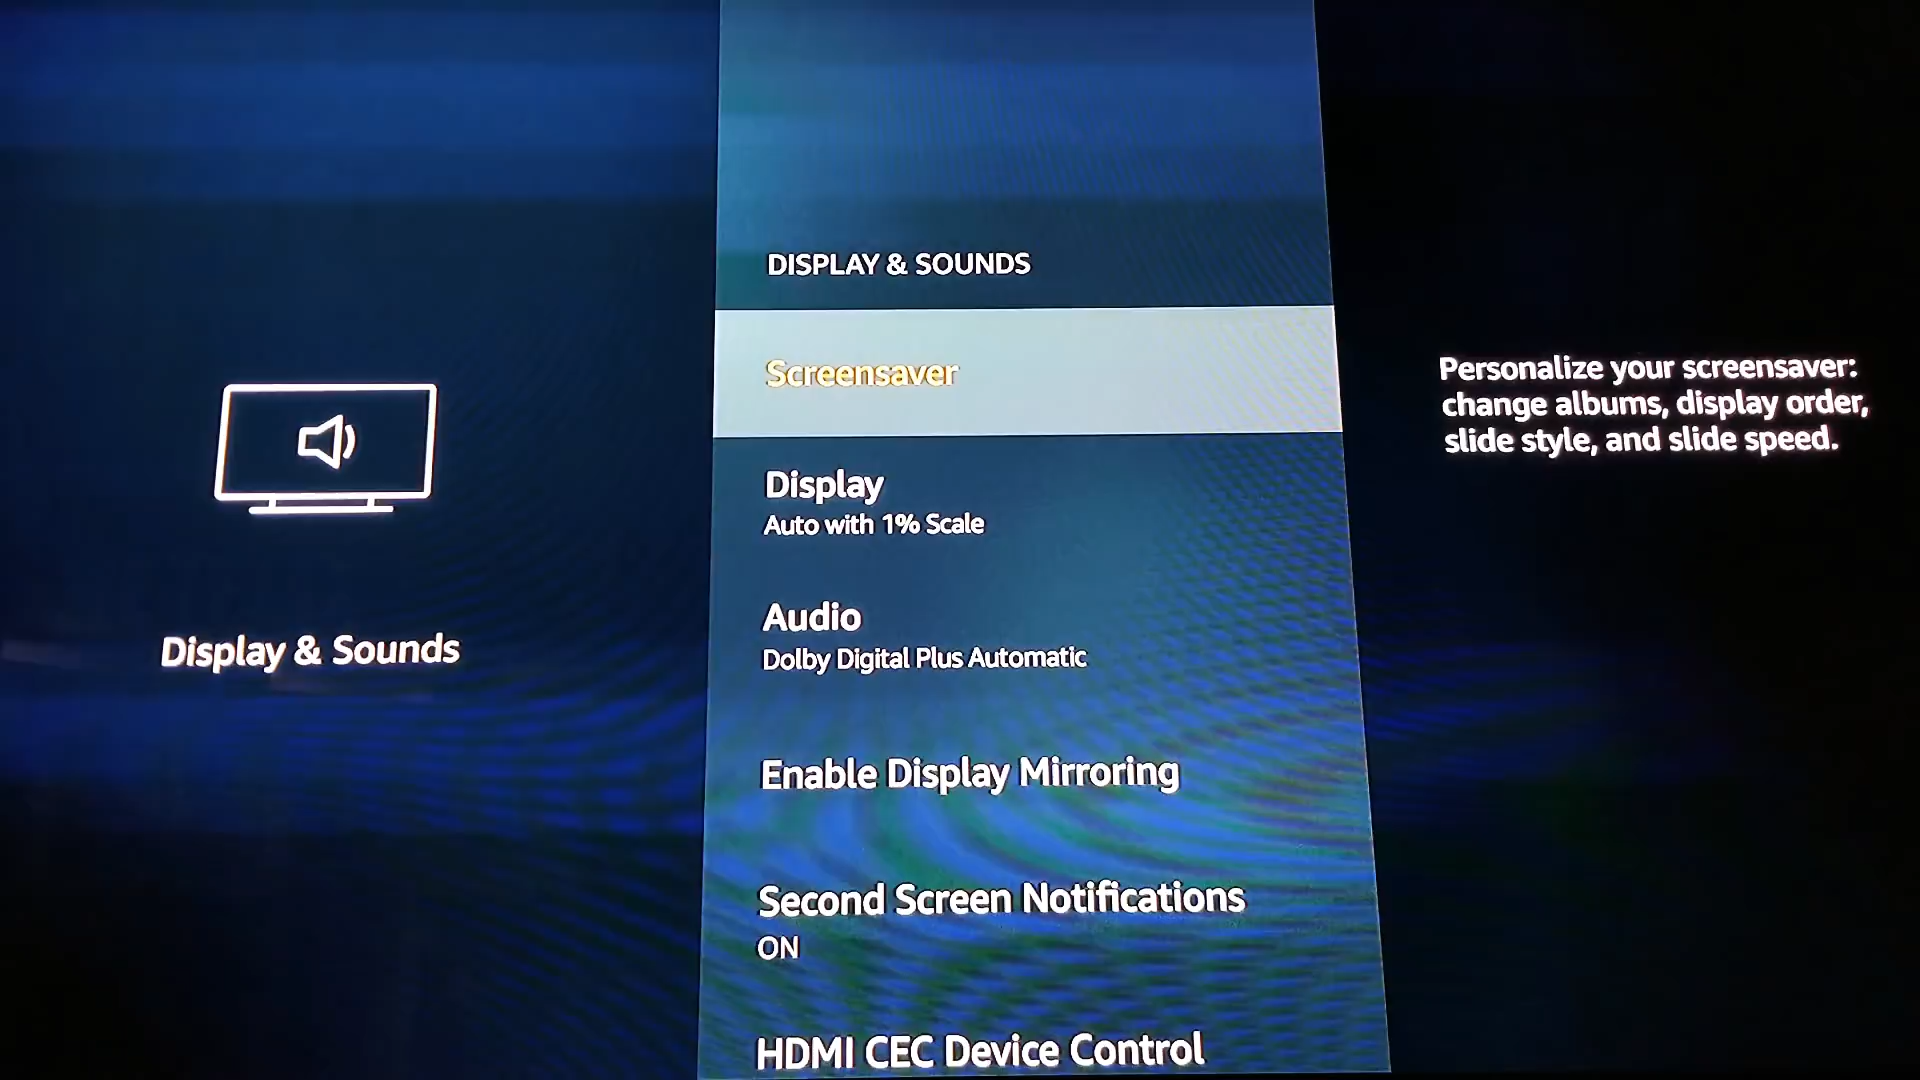 Display & Sounds
DISPLAY & SOUNDS
Screensaver
Display
Auto with 1% Scale
Audio
Dolby Digital Plus Automatic
Enable Display Mirroring
Second Screen Notifications
ON
HDMI CEC Device Control
Personalize your screensaver:
change albums, display order,
slide style, and slide speed.